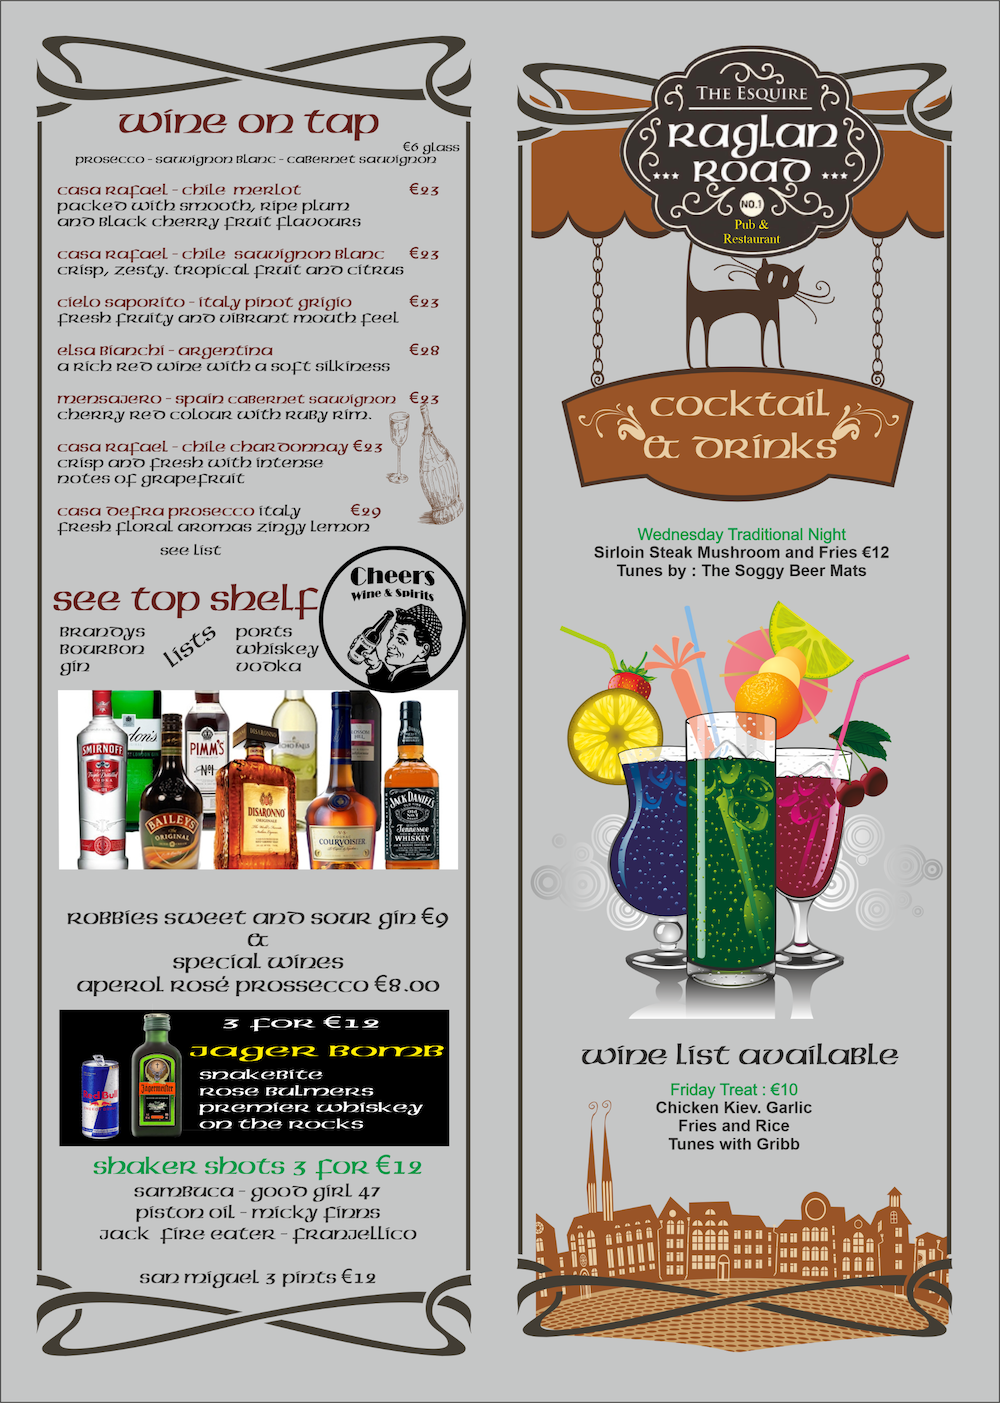 wine on tap
€6 glass
prosecco - sauvignon blanc - cabernet sauvignon
casa rafael - chile merlot €23
packed with smooth, ripe plum
and black cherry fruit flavours
casa rafael - chile sauvignon blanc €23
crisp, zesty. tropical fruit and citrus
cielo saporito - italy pinot grigio €23
fresh fruity and vibrant mouth feel
elsa bianchi - argentina €28
a rich red wine with a soft silkiness
mensajero - spain cabernet sauvignon €23
cherry red colour with ruby rim.
casa rafael - chile chardonnay €23
crisp and fresh with intense
notes of grapefruit
casa defra prosecco italy €29
fresh floral aromas zingy lemon
see list
see top shelf
Cheers
Wine & Spirits
brandys
bourbon
gin
lists
ports
whiskey
vodka
SMIRNOFF
VODKA
BAILEYS
ORIGINAL
PIMM'S
No1
DISARONNO
DISARONNO
ORIGINALE
COURVOISIER
JACK DANIEL'S
Tennessee
WHISKEY
robbies sweet and sour gin €9
&
special wines
aperol rosé prossecco €8.00
3 for €12
jager bomb
snakebite
rose bulmers
premier whiskey
on the rocks
Red Bull
Jägermeister
shaker shots 3 for €12
sambuca - good girl 47
piston oil - micky finns
jack fire eater - franjellico
san miguel 3 pints €12
THE ESQUIRE
RAGLAN
ROAD
NO.1
Pub &
Restaurant
cocktail
& drinks
Wednesday Traditional Night
Sirloin Steak Mushroom and Fries €12
Tunes by : The Soggy Beer Mats
wine list available
Friday Treat : €10
Chicken Kiev. Garlic
Fries and Rice
Tunes with Gribb